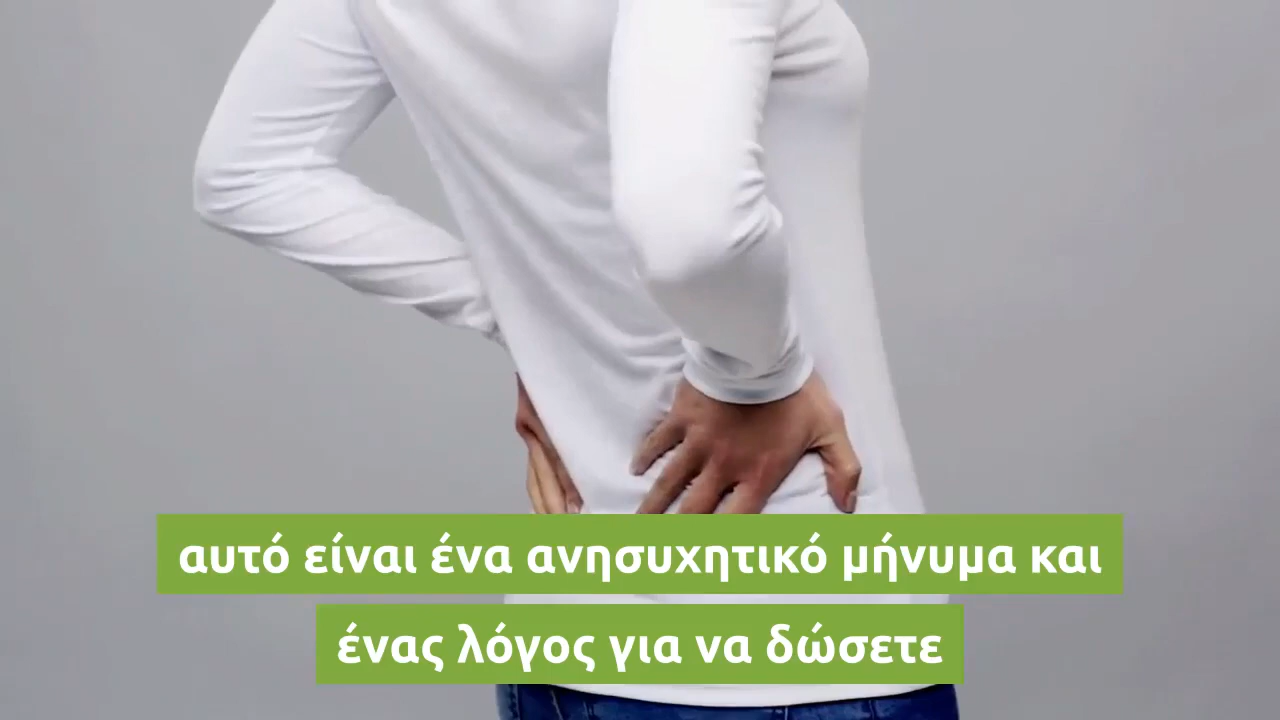 αυτό είναι ένα ανησυχητικό μήνυμα και
ένας λόγος για να δώσετε